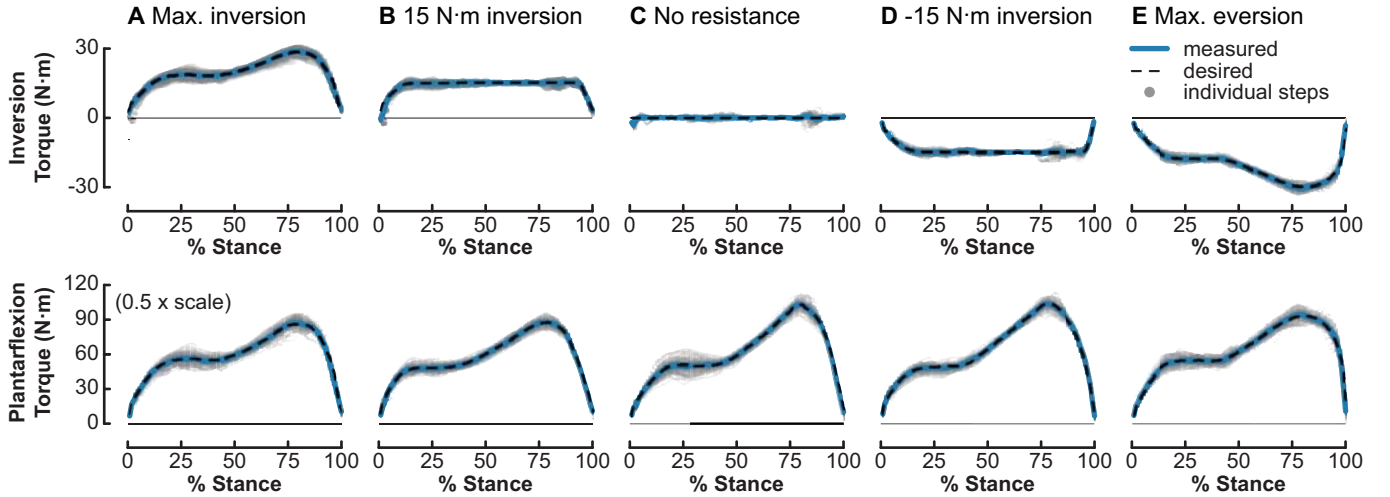 A Max. inversion
B 15 N·m inversion
C No resistance
D -15 N·m inversion
E Max. eversion
measured
desired
individual steps
Inversion
Torque (N·m)
30
0
-30
0 25 50 75 100
0 25 50 75 100
0 25 50 75 100
0 25 50 75 100
0 25 50 75 100
% Stance
% Stance
% Stance
% Stance
% Stance
Plantarflexion
Torque (N·m)
120
90
60
30
0
(0.5 x scale)
0 25 50 75 100
0 25 50 75 100
0 25 50 75 100
0 25 50 75 100
0 25 50 75 100
% Stance
% Stance
% Stance
% Stance
% Stance